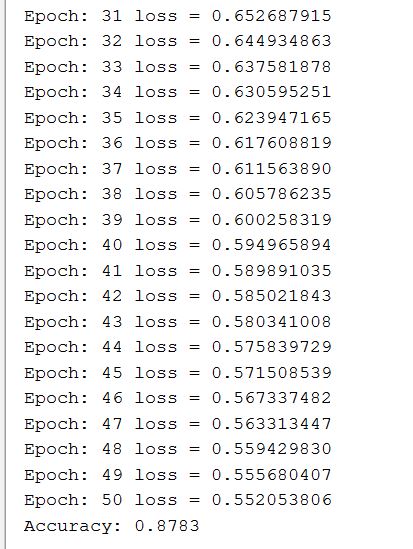 Epoch: 31 loss = 0.652687915
Epoch: 32 loss = 0.644934863
Epoch: 33 loss = 0.637581878
Epoch: 34 loss = 0.630595251
Epoch: 35 loss = 0.623947165
Epoch: 36 loss = 0.617608819
Epoch: 37 loss = 0.611563890
Epoch: 38 loss = 0.605786235
Epoch: 39 loss = 0.600258319
Epoch: 40 loss = 0.594965894
Epoch: 41 loss = 0.589891035
Epoch: 42 loss = 0.585021843
Epoch: 43 loss = 0.580341008
Epoch: 44 loss = 0.575839729
Epoch: 45 loss = 0.571508539
Epoch: 46 loss = 0.567337482
Epoch: 47 loss = 0.563313447
Epoch: 48 loss = 0.559429830
Epoch: 49 loss = 0.555680407
Epoch: 50 loss = 0.552053806
Accuracy: 0.8783